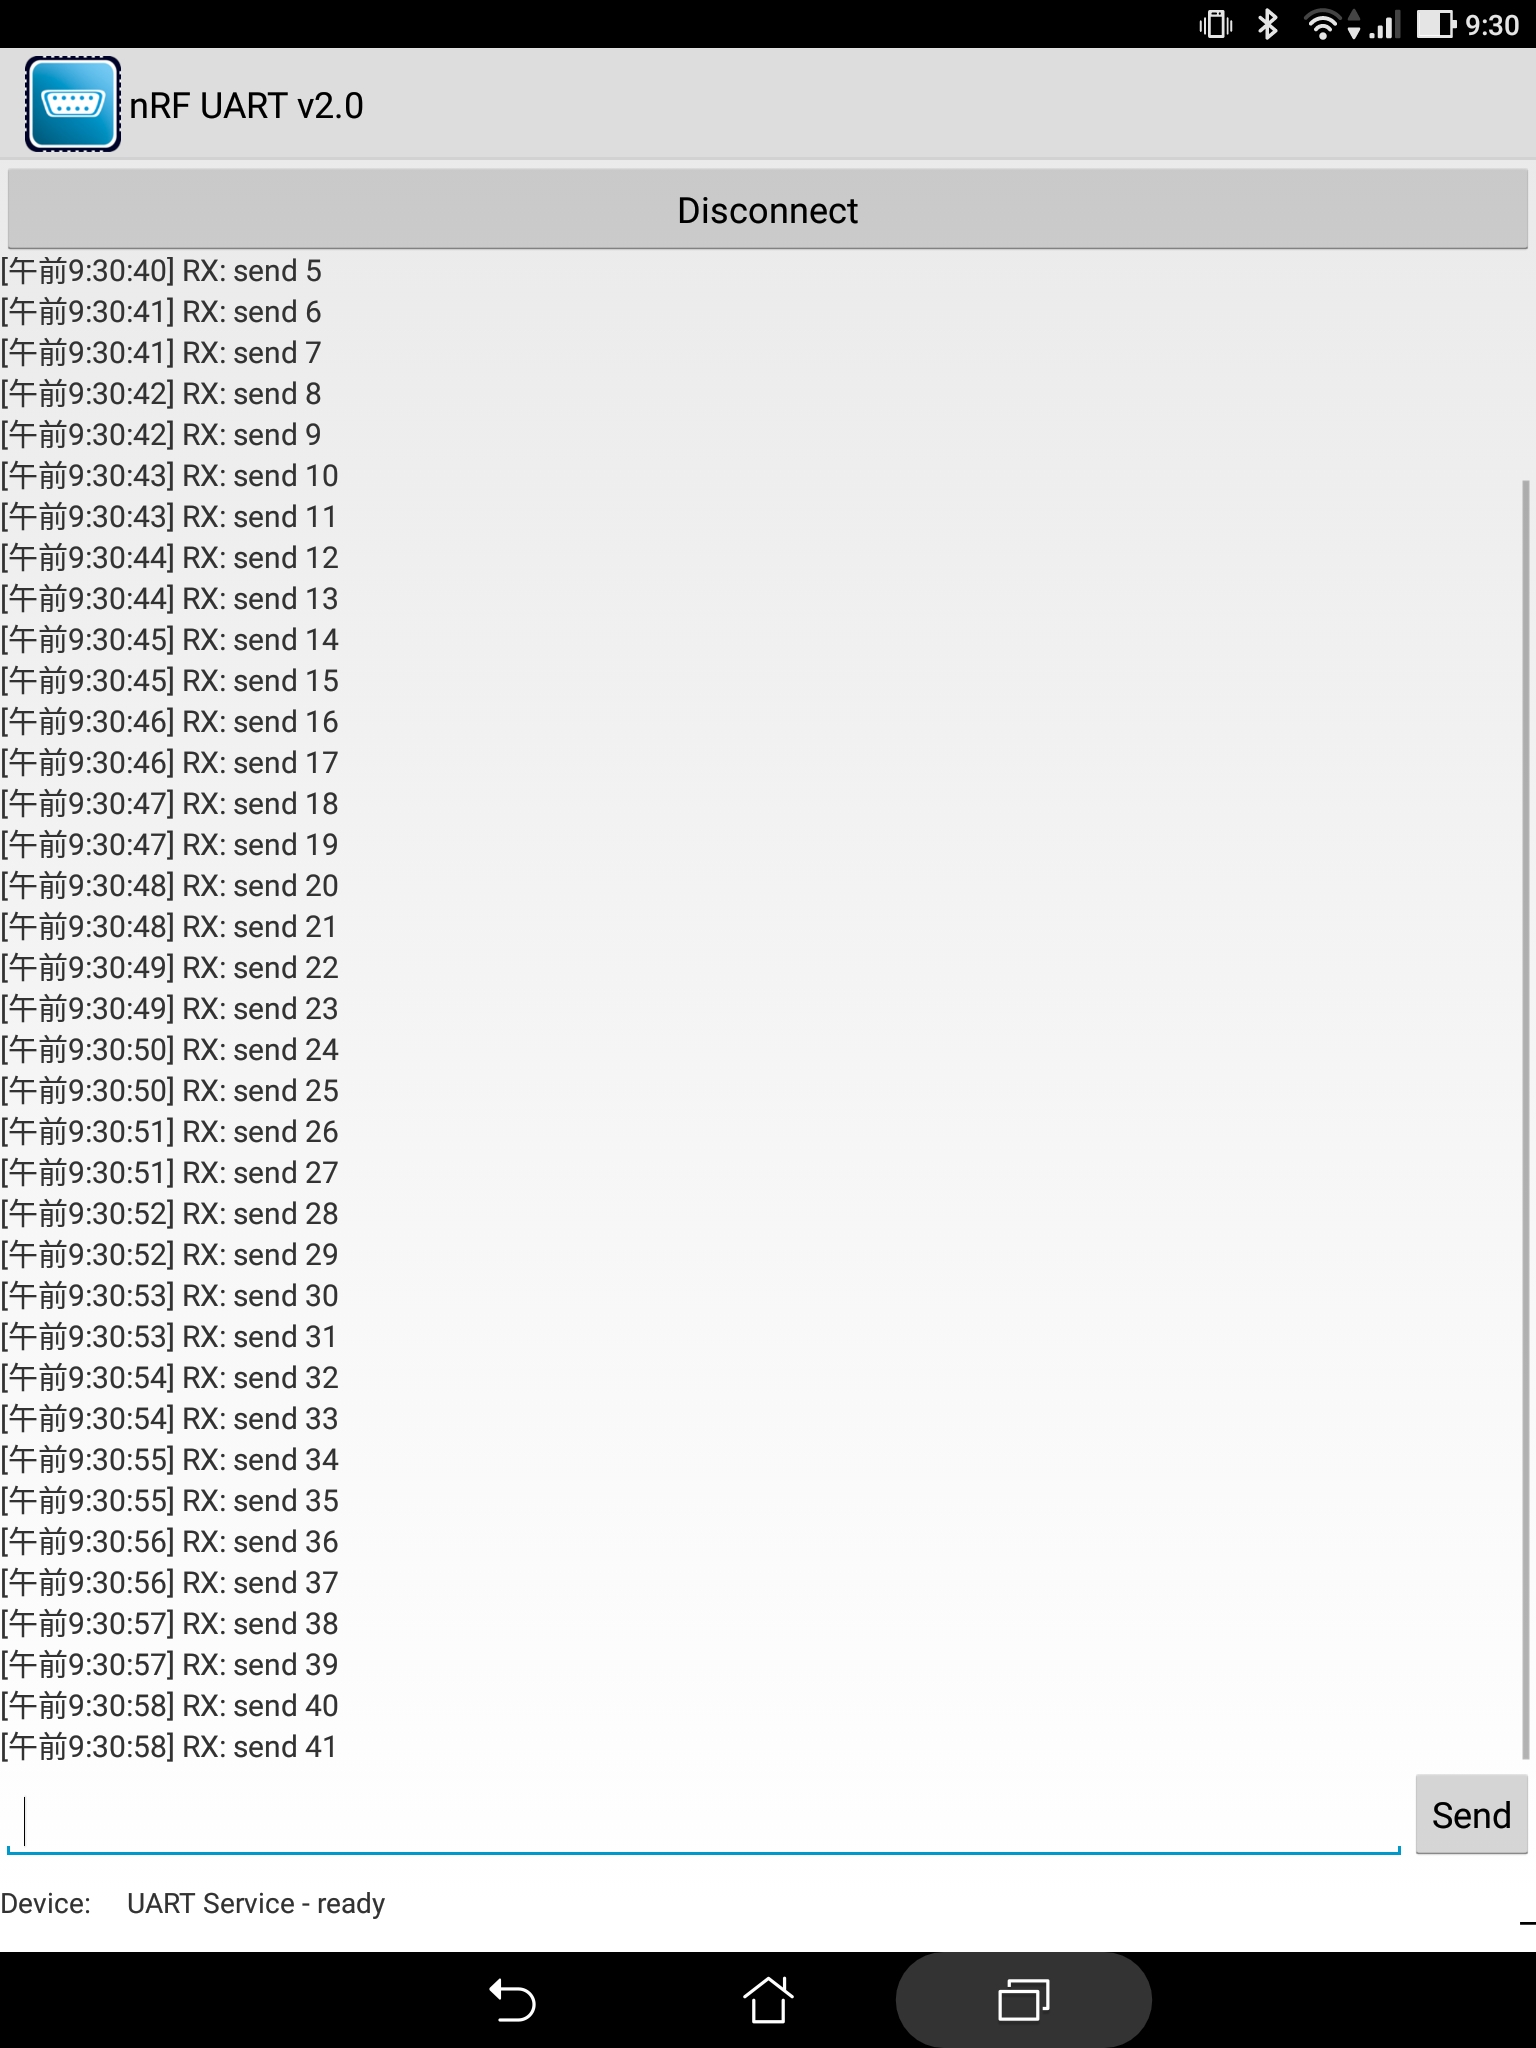 9:30
nRF UART v2.0
Disconnect
[午前9:30:40] RX: send 5
[午前9:30:41] RX: send 6
[午前9:30:41] RX: send 7
[午前9:30:42] RX: send 8
[午前9:30:42] RX: send 9
[午前9:30:43] RX: send 10
[午前9:30:43] RX: send 11
[午前9:30:44] RX: send 12
[午前9:30:44] RX: send 13
[午前9:30:45] RX: send 14
[午前9:30:45] RX: send 15
[午前9:30:46] RX: send 16
[午前9:30:46] RX: send 17
[午前9:30:47] RX: send 18
[午前9:30:47] RX: send 19
[午前9:30:48] RX: send 20
[午前9:30:48] RX: send 21
[午前9:30:49] RX: send 22
[午前9:30:49] RX: send 23
[午前9:30:50] RX: send 24
[午前9:30:50] RX: send 25
[午前9:30:51] RX: send 26
[午前9:30:51] RX: send 27
[午前9:30:52] RX: send 28
[午前9:30:52] RX: send 29
[午前9:30:53] RX: send 30
[午前9:30:53] RX: send 31
[午前9:30:54] RX: send 32
[午前9:30:54] RX: send 33
[午前9:30:55] RX: send 34
[午前9:30:55] RX: send 35
[午前9:30:56] RX: send 36
[午前9:30:56] RX: send 37
[午前9:30:57] RX: send 38
[午前9:30:57] RX: send 39
[午前9:30:58] RX: send 40
[午前9:30:58] RX: send 41
Send
Device: UART Service - ready